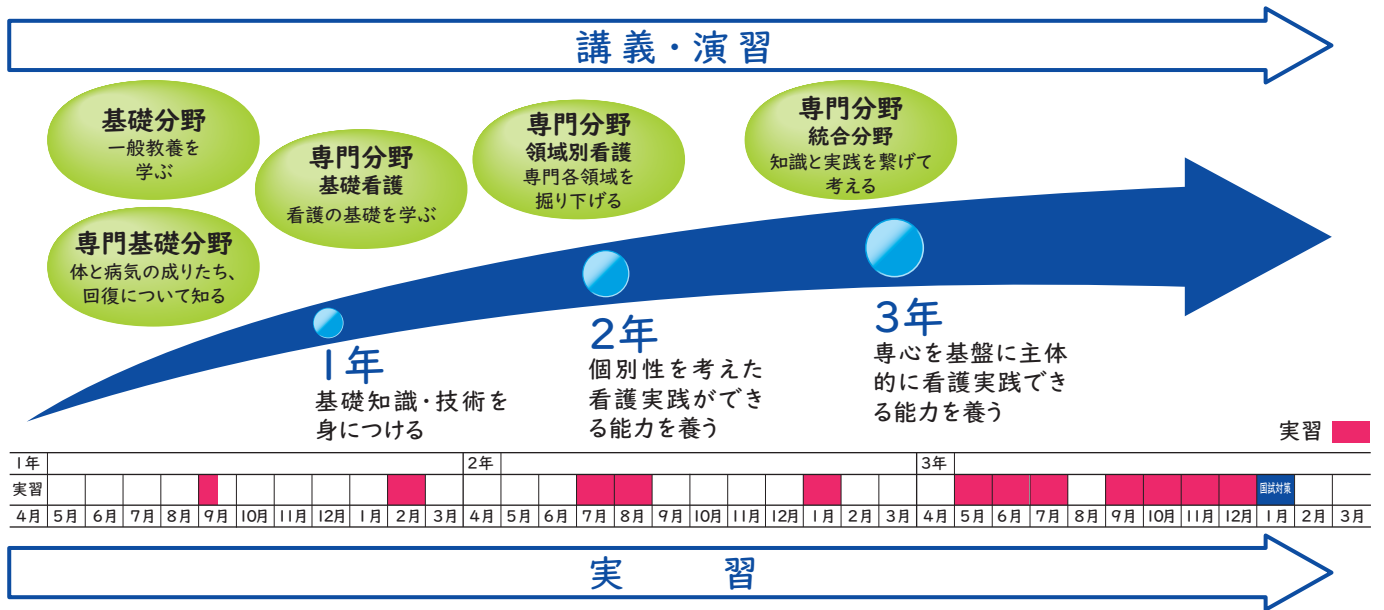 講義・演習
基礎分野
一般教養を
学ぶ
専門基礎分野
体と病気の成りたち、
回復について知る
専門分野
基礎看護
看護の基礎を学ぶ
専門分野
領域別看護
専門各領域を
掘り下げる
専門分野
統合分野
知識と実践を繋げて
考える
1年
基礎知識・技術を
身につける
2年
個別性を考えた
看護実践ができ
る能力を養う
3年
専心を基盤に主体
的に看護実践でき
る能力を養う
実習
1年 2年 3年
実習 国試対策
4月 5月 6月 7月 8月 9月 10月 11月 12月 1月 2月 3月 4月 5月 6月 7月 8月 9月 10月 11月 12月 1月 2月 3月 4月 5月 6月 7月 8月 9月 10月 11月 12月 1月 2月 3月
実習